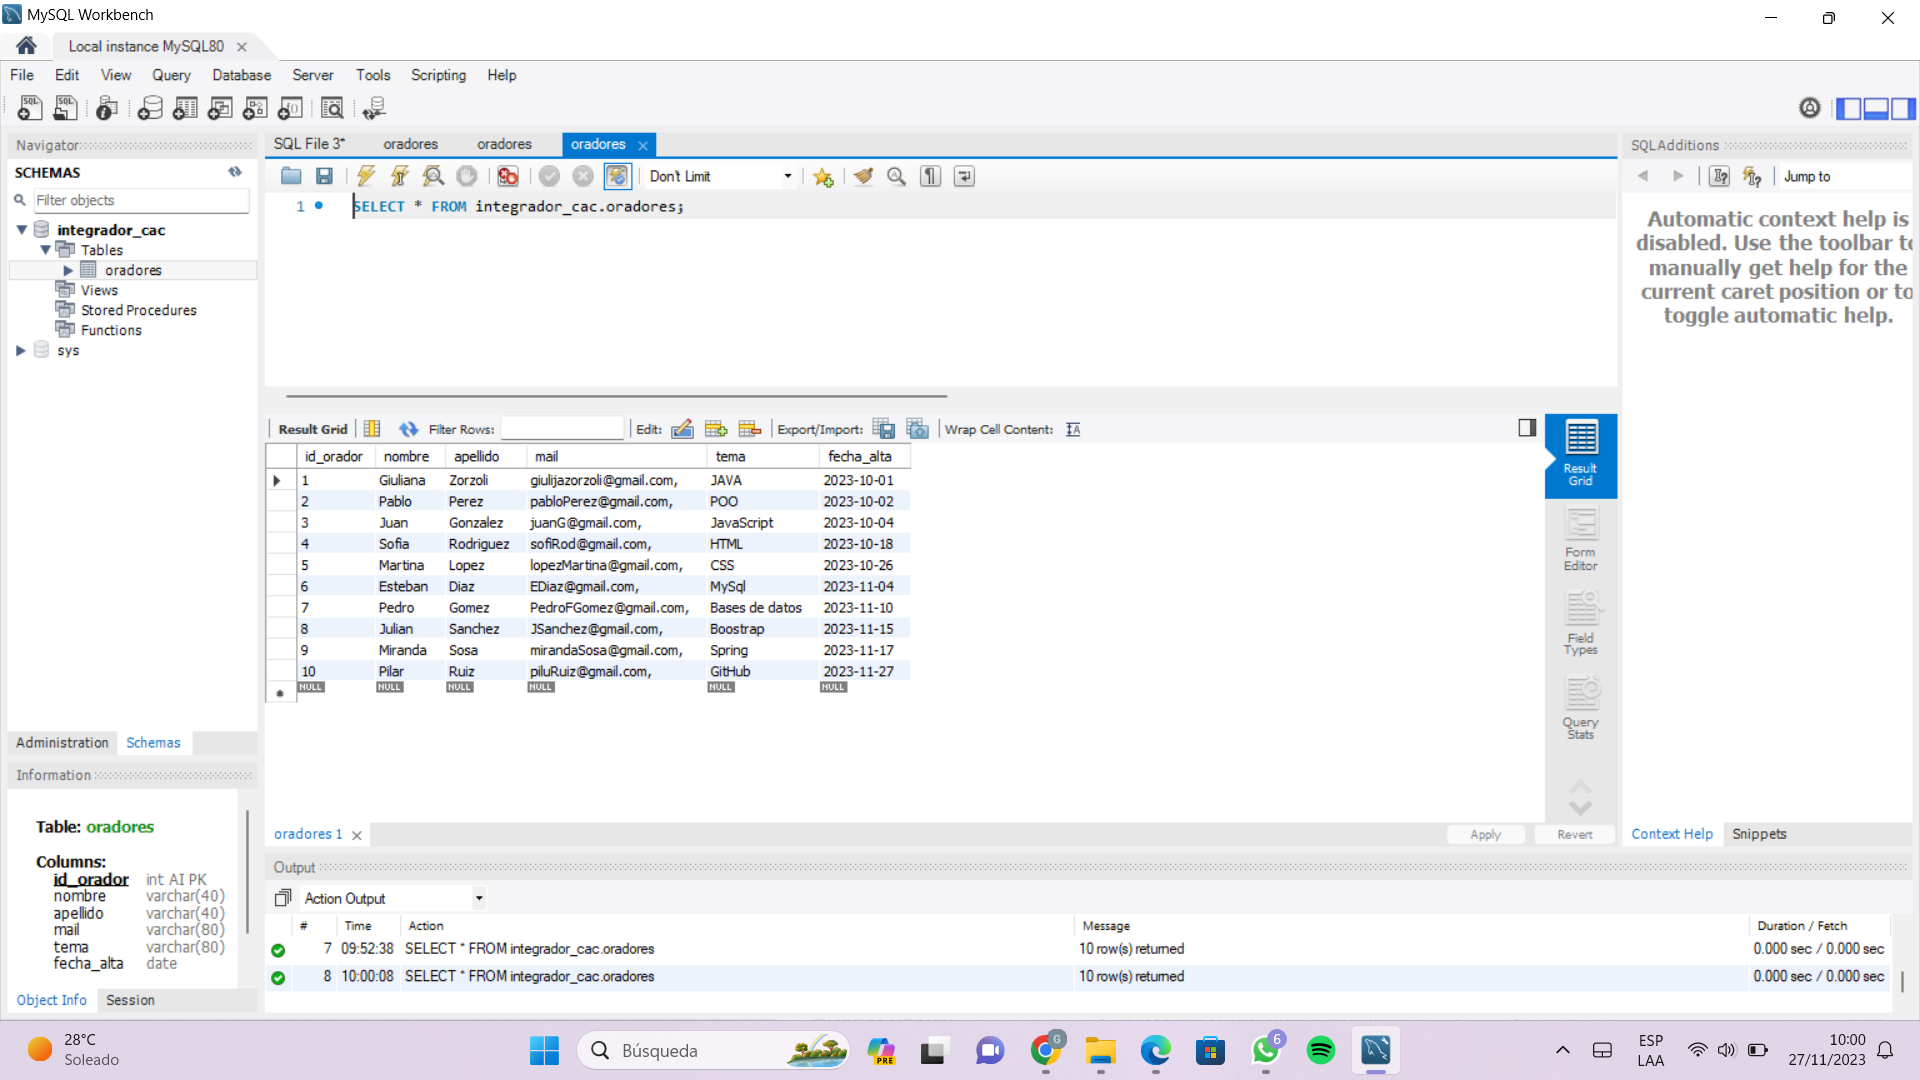 MySQL Workbench
Local instance MySQL80
File Edit View Query Database Server Tools Scripting Help
Navigator
SCHEMAS
Filter objects
integrador_cac
Tables
oradores
Views
Stored Procedures
Functions
sys
Administration Schemas
Information
Table: oradores
Columns:
id_orador int AI PK
nombre varchar(40)
apellido varchar(40)
mail varchar(80)
tema varchar(80)
fecha_alta date
Object Info Session
SQL File 3* oradores oradores oradores
Don't Limit
1 SELECT * FROM integrador_cac.oradores;
Result Grid Filter Rows: Edit: Export/Import: Wrap Cell Content:
id_orador nombre apellido mail tema fecha_alta
1 Giuliana Zorzoli giulijazorzoli@gmail.com, JAVA 2023-10-01
2 Pablo Perez pabloPerez@gmail.com, POO 2023-10-02
3 Juan Gonzalez juanG@gmail.com, JavaScript 2023-10-04
4 Sofia Rodriguez sofiRod@gmail.com, HTML 2023-10-18
5 Martina Lopez lopezMartina@gmail.com, CSS 2023-10-26
6 Esteban Diaz EDiaz@gmail.com, MySql 2023-11-04
7 Pedro Gomez PedroFGomez@gmail.com, Bases de datos 2023-11-10
8 Julian Sanchez JSanchez@gmail.com, Boostrap 2023-11-15
9 Miranda Sosa mirandaSosa@gmail.com, Spring 2023-11-17
10 Pilar Ruiz piluRuiz@gmail.com, GitHub 2023-11-27
NULL NULL NULL NULL NULL NULL
Result
Grid
Form
Editor
Field
Types
Query
Stats
oradores 1
Apply Revert
SQLAdditions
Jump to
Automatic context help is
disabled. Use the toolbar to
manually get help for the
current caret position or to
toggle automatic help.
Context Help Snippets
Output
Action Output
# Time Action Message Duration / Fetch
7 09:52:38 SELECT * FROM integrador_cac.oradores 10 row(s) returned 0.000 sec / 0.000 sec
8 10:00:08 SELECT * FROM integrador_cac.oradores 10 row(s) returned 0.000 sec / 0.000 sec
28°C
Soleado
Búsqueda
PRE
G
6
ESP
LAA
10:00
27/11/2023